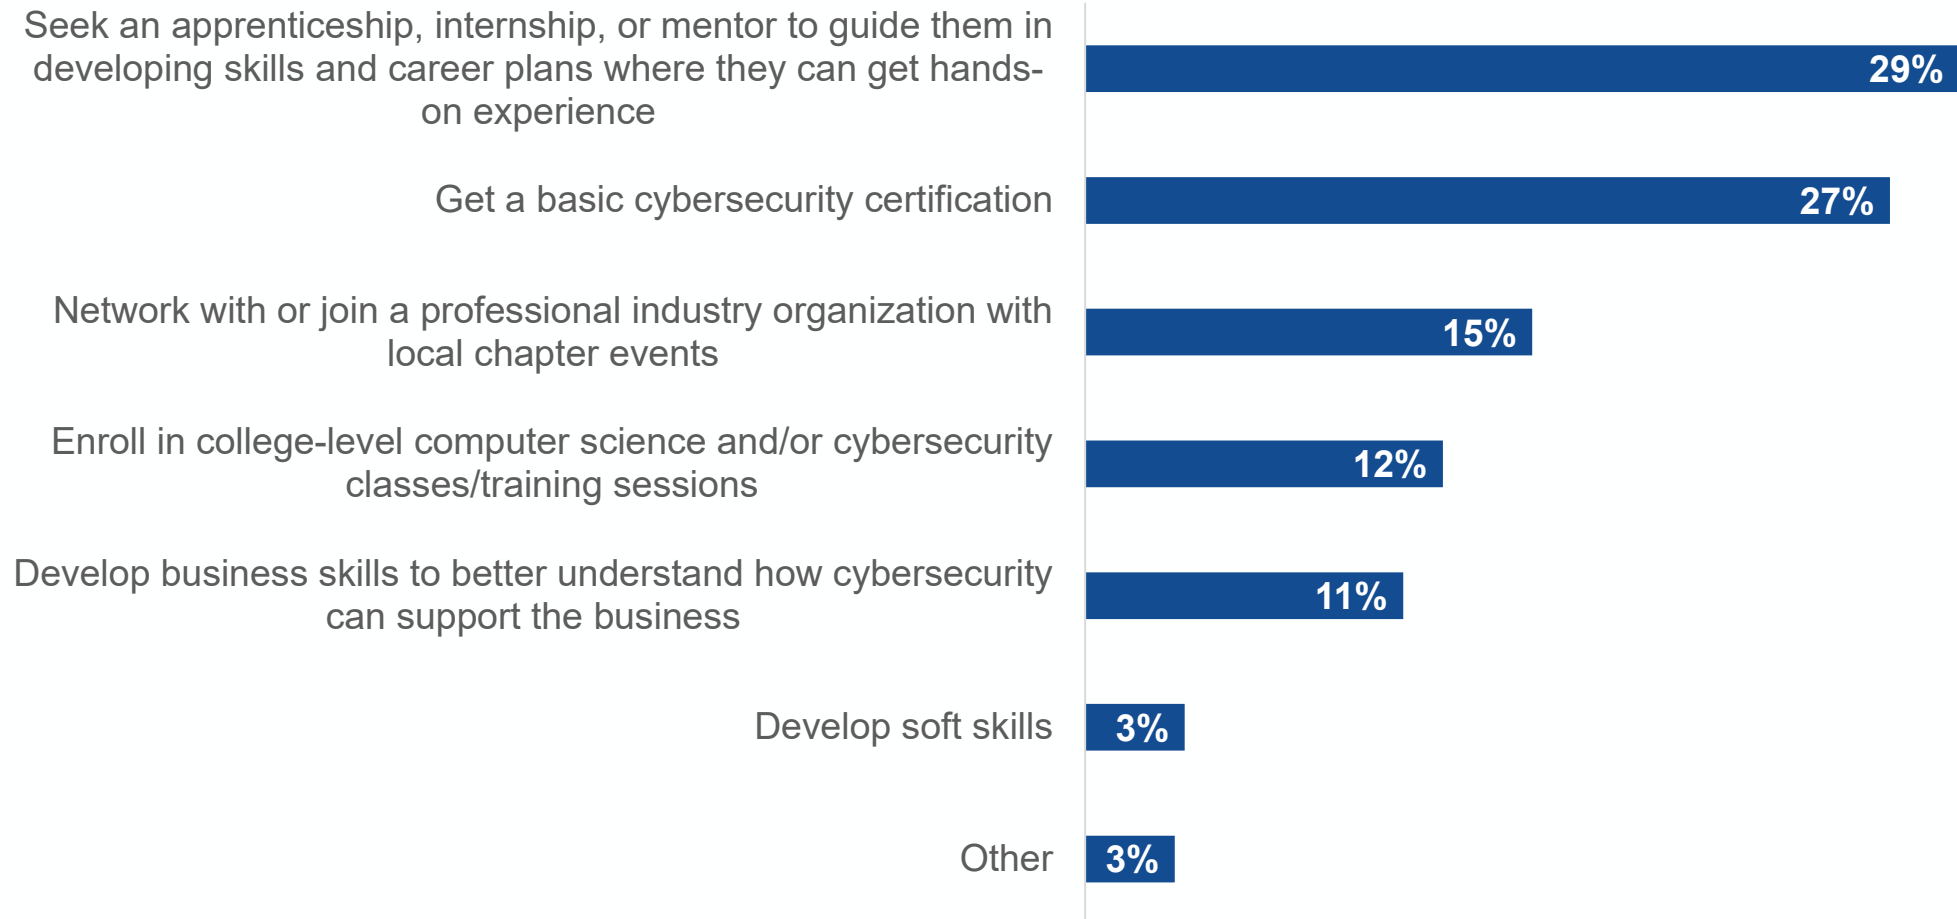 Seek an apprenticeship, internship, or mentor to guide them in
developing skills and career plans where they can get hands-
on experience
29%
Get a basic cybersecurity certification
27%
Network with or join a professional industry organization with
local chapter events
15%
Enroll in college-level computer science and/or cybersecurity
classes/training sessions
12%
Develop business skills to better understand how cybersecurity
can support the business
11%
Develop soft skills
3%
Other
3%